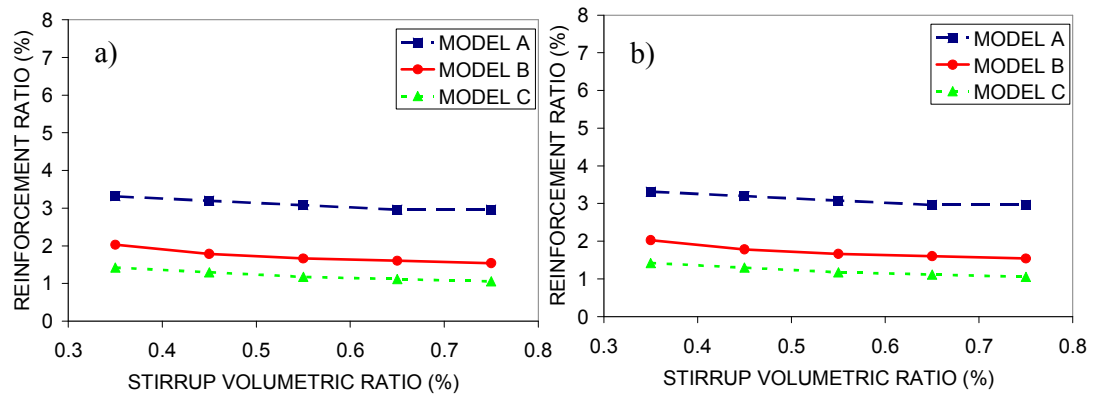 a)
MODEL A
MODEL B
MODEL C
REINFORCEMENT RATIO (%)
8
7
6
5
4
3
2
1
0
0.3 0.4 0.5 0.6 0.7 0.8
STIRRUP VOLUMETRIC RATIO (%)
b)
MODEL A
MODEL B
MODEL C
REINFORCEMENT RATIO (%)
8
7
6
5
4
3
2
1
0
0.3 0.4 0.5 0.6 0.7 0.8
STIRRUP VOLUMETRIC RATIO (%)